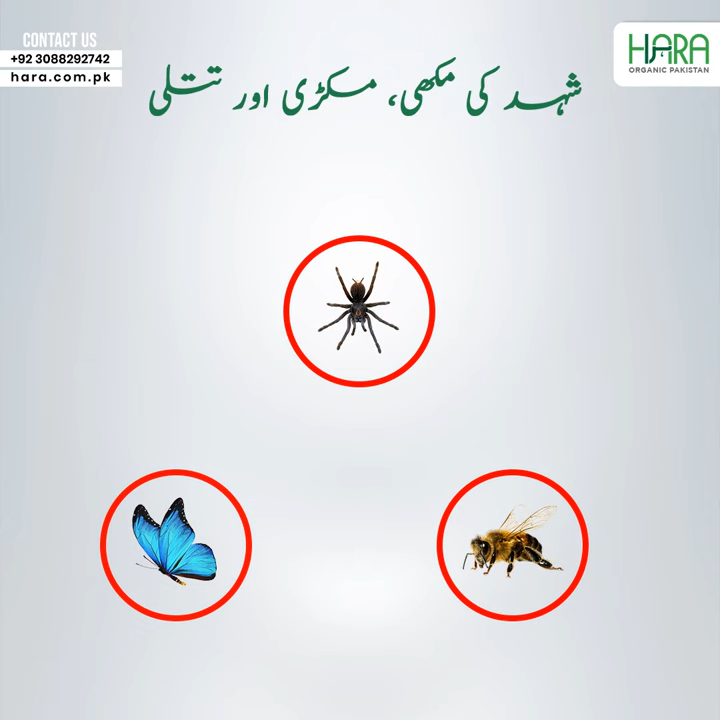 CONTACT US
+92 3088292742
hara.com.pk
HARA
ORGANIC PAKISTAN
شہد کی مکھی، مکڑی اور تتلی